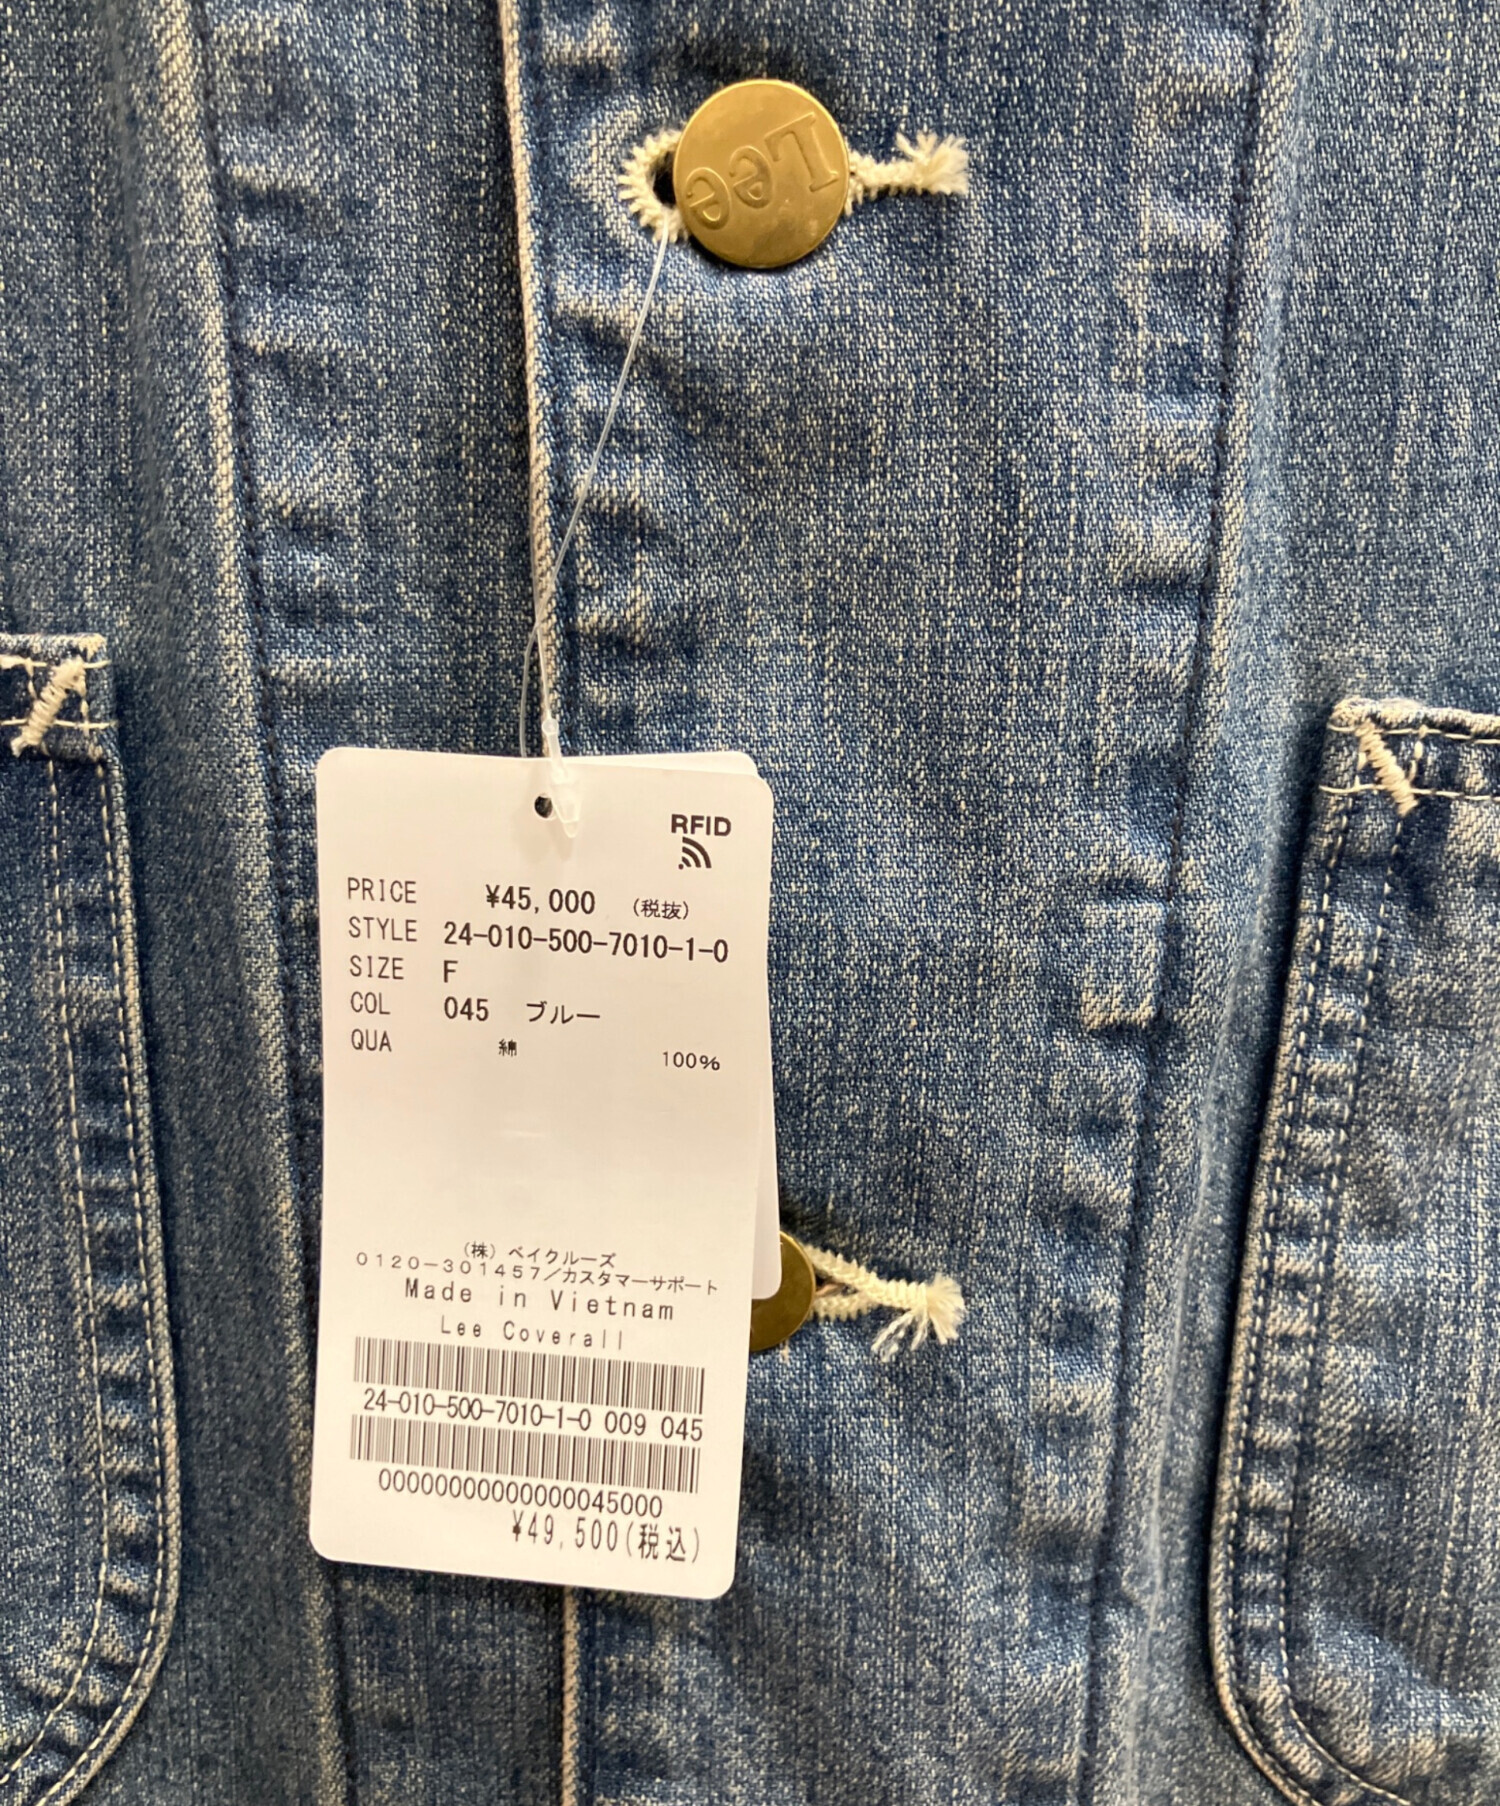 Lee
RFID
PRICE ¥45,000 (税抜)
STYLE 24-010-500-7010-1-0
SIZE F
COL 045 ブルー
QUA 綿 100%
(株)ベイクルーズ
0120-301457/カスタマーサポート
Made in Vietnam
Lee Coverall
24-010-500-7010-1-0 009 045
000000000000000045000
¥49,500(税込)